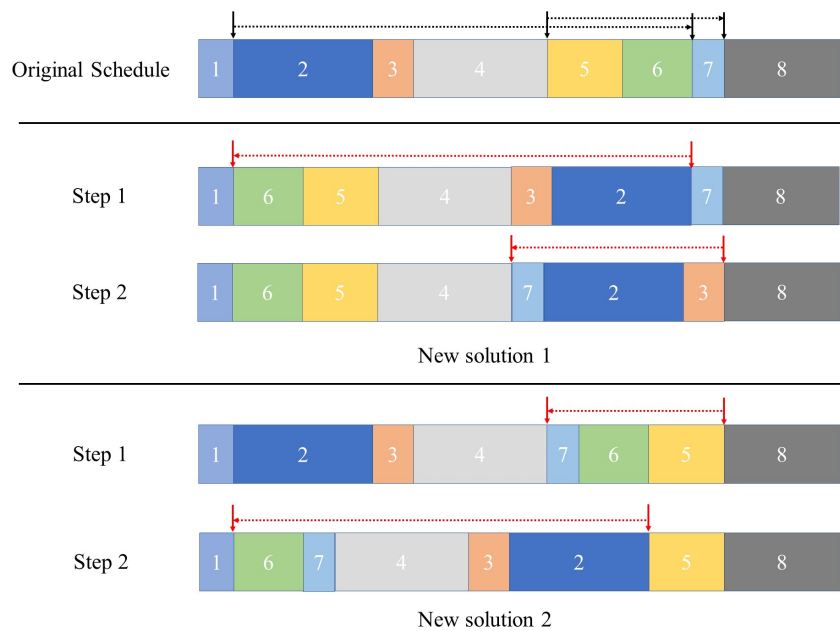 Original Schedule 1 2 3 4 5 6 7 8
Step 1 1 6 5 4 3 2 7 8
Step 2 1 6 5 4 7 2 3 8
New solution 1
Step 1 1 2 3 4 7 6 5 8
Step 2 1 6 7 4 3 2 5 8
New solution 2